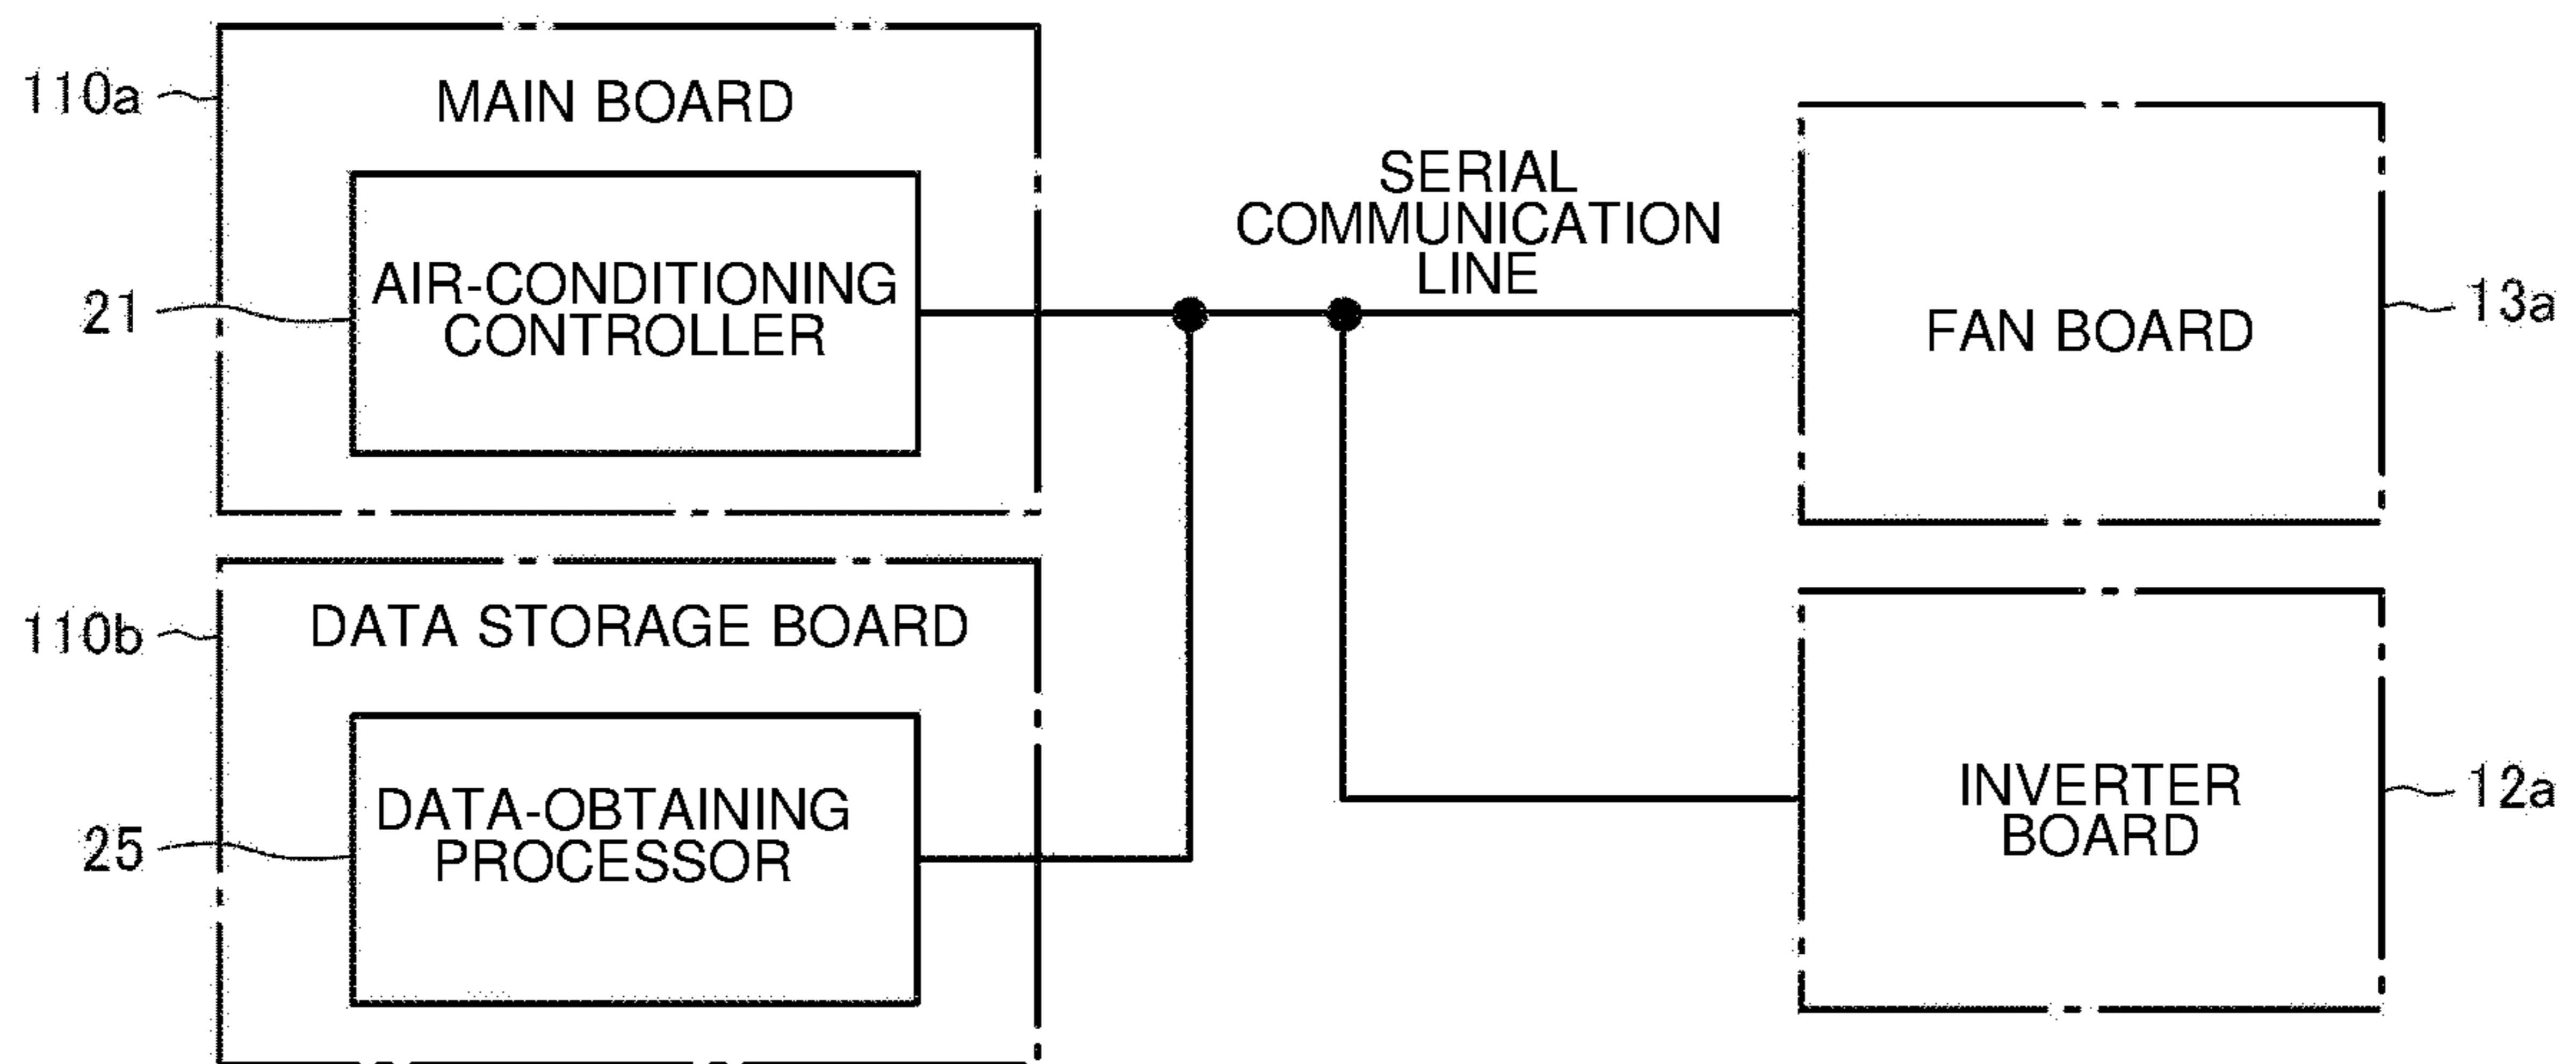 110a
MAIN BOARD
21
AIR-CONDITIONING
CONTROLLER
SERIAL
COMMUNICATION
LINE
FAN BOARD
13a
110b
DATA STORAGE BOARD
25
DATA-OBTAINING
PROCESSOR
INVERTER
BOARD
12a